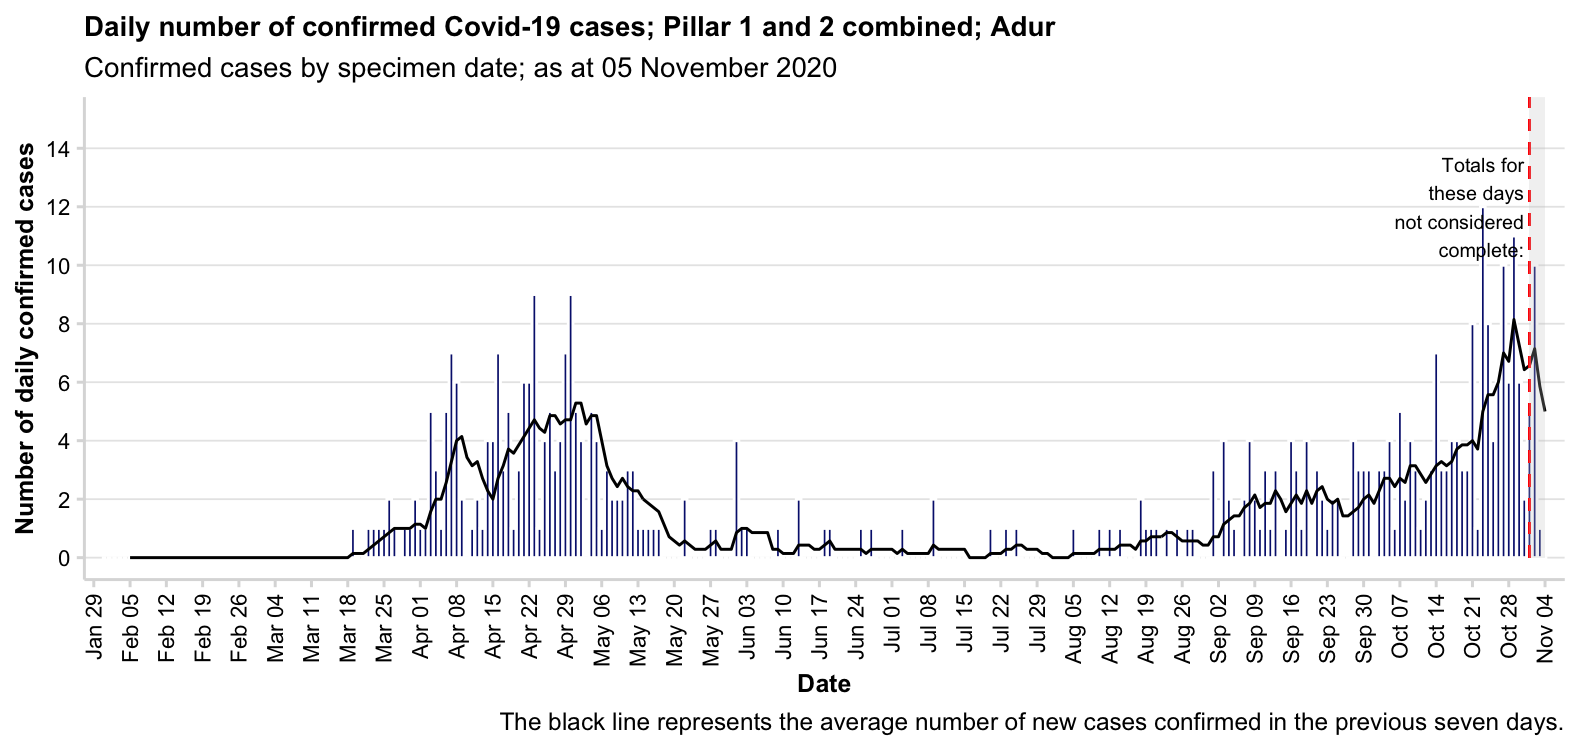 Daily number of confirmed Covid-19 cases; Pillar 1 and 2 combined; Adur
Confirmed cases by specimen date; as at 05 November 2020
Number of daily confirmed cases
14
12
10
8
6
4
2
0
Totals for
these days
not considered
complete:
Jan 29
Feb 05
Feb 12
Feb 19
Feb 26
Mar 04
Mar 11
Mar 18
Mar 25
Apr 01
Apr 08
Apr 15
Apr 22
Apr 29
May 06
May 13
May 20
May 27
Jun 03
Jun 10
Jun 17
Jun 24
Jul 01
Jul 08
Jul 15
Jul 22
Jul 29
Aug 05
Aug 12
Aug 19
Aug 26
Sep 02
Sep 09
Sep 16
Sep 23
Sep 30
Oct 07
Oct 14
Oct 21
Oct 28
Nov 04
Date
The black line represents the average number of new cases confirmed in the previous seven days.